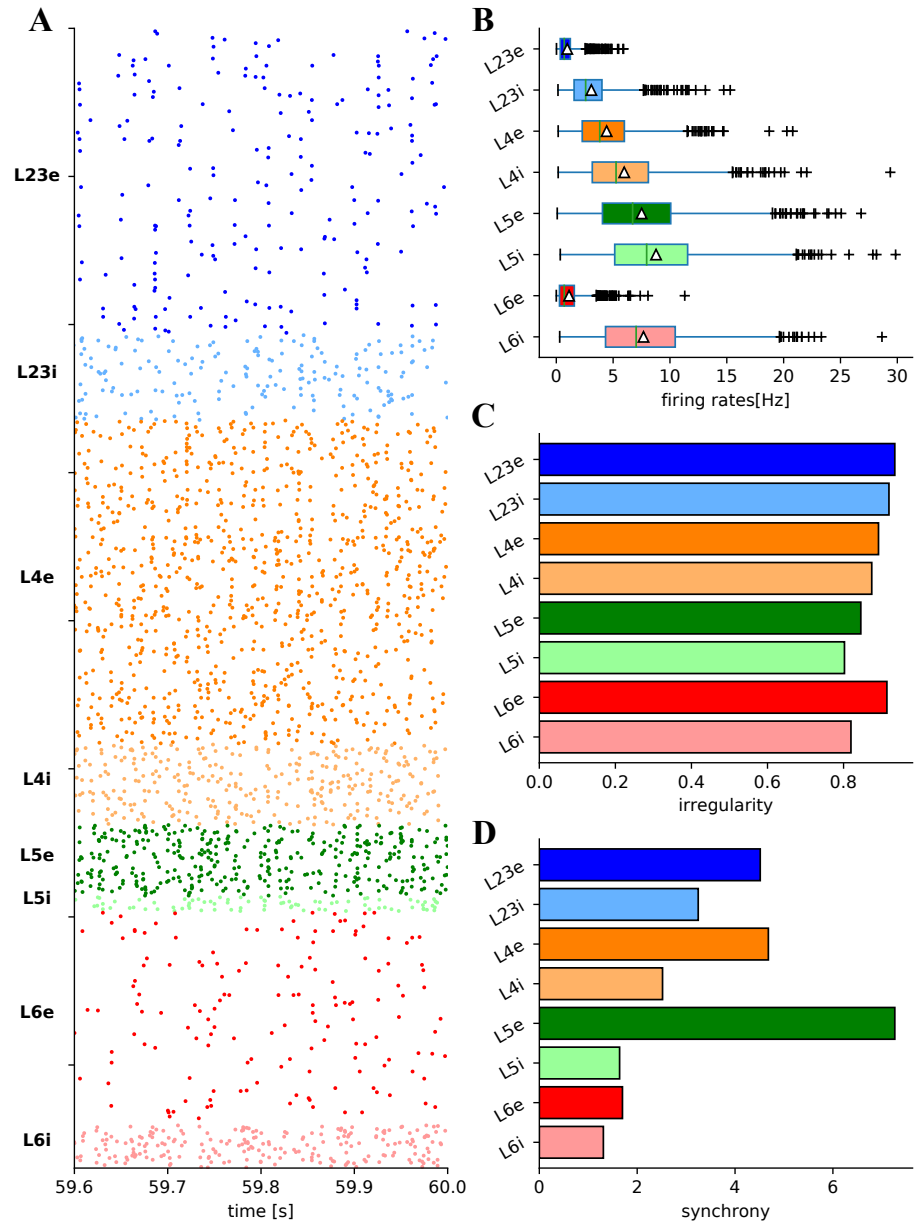 A
L23e
L23i
L4e
L4i
L5e
L5i
L6e
L6i
59.6 59.7 59.8 59.9 60.0
time [s]
B
L23e
L23i
L4e
L4i
L5e
L5i
L6e
L6i
0 5 10 15 20 25 30
firing rates[Hz]
C
L23e
L23i
L4e
L4i
L5e
L5i
L6e
L6i
0.0 0.2 0.4 0.6 0.8
irregularity
D
L23e
L23i
L4e
L4i
L5e
L5i
L6e
L6i
0 2 4 6
synchrony